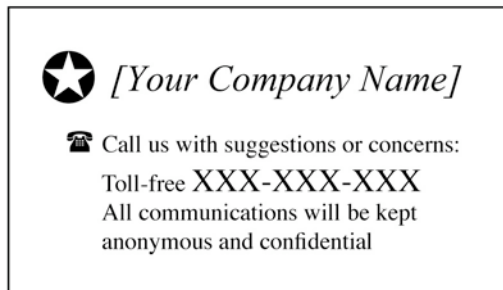 [Your Company Name]
Call us with suggestions or concerns:
Toll-free XXX-XXX-XXX
All communications will be kept
anonymous and confidential